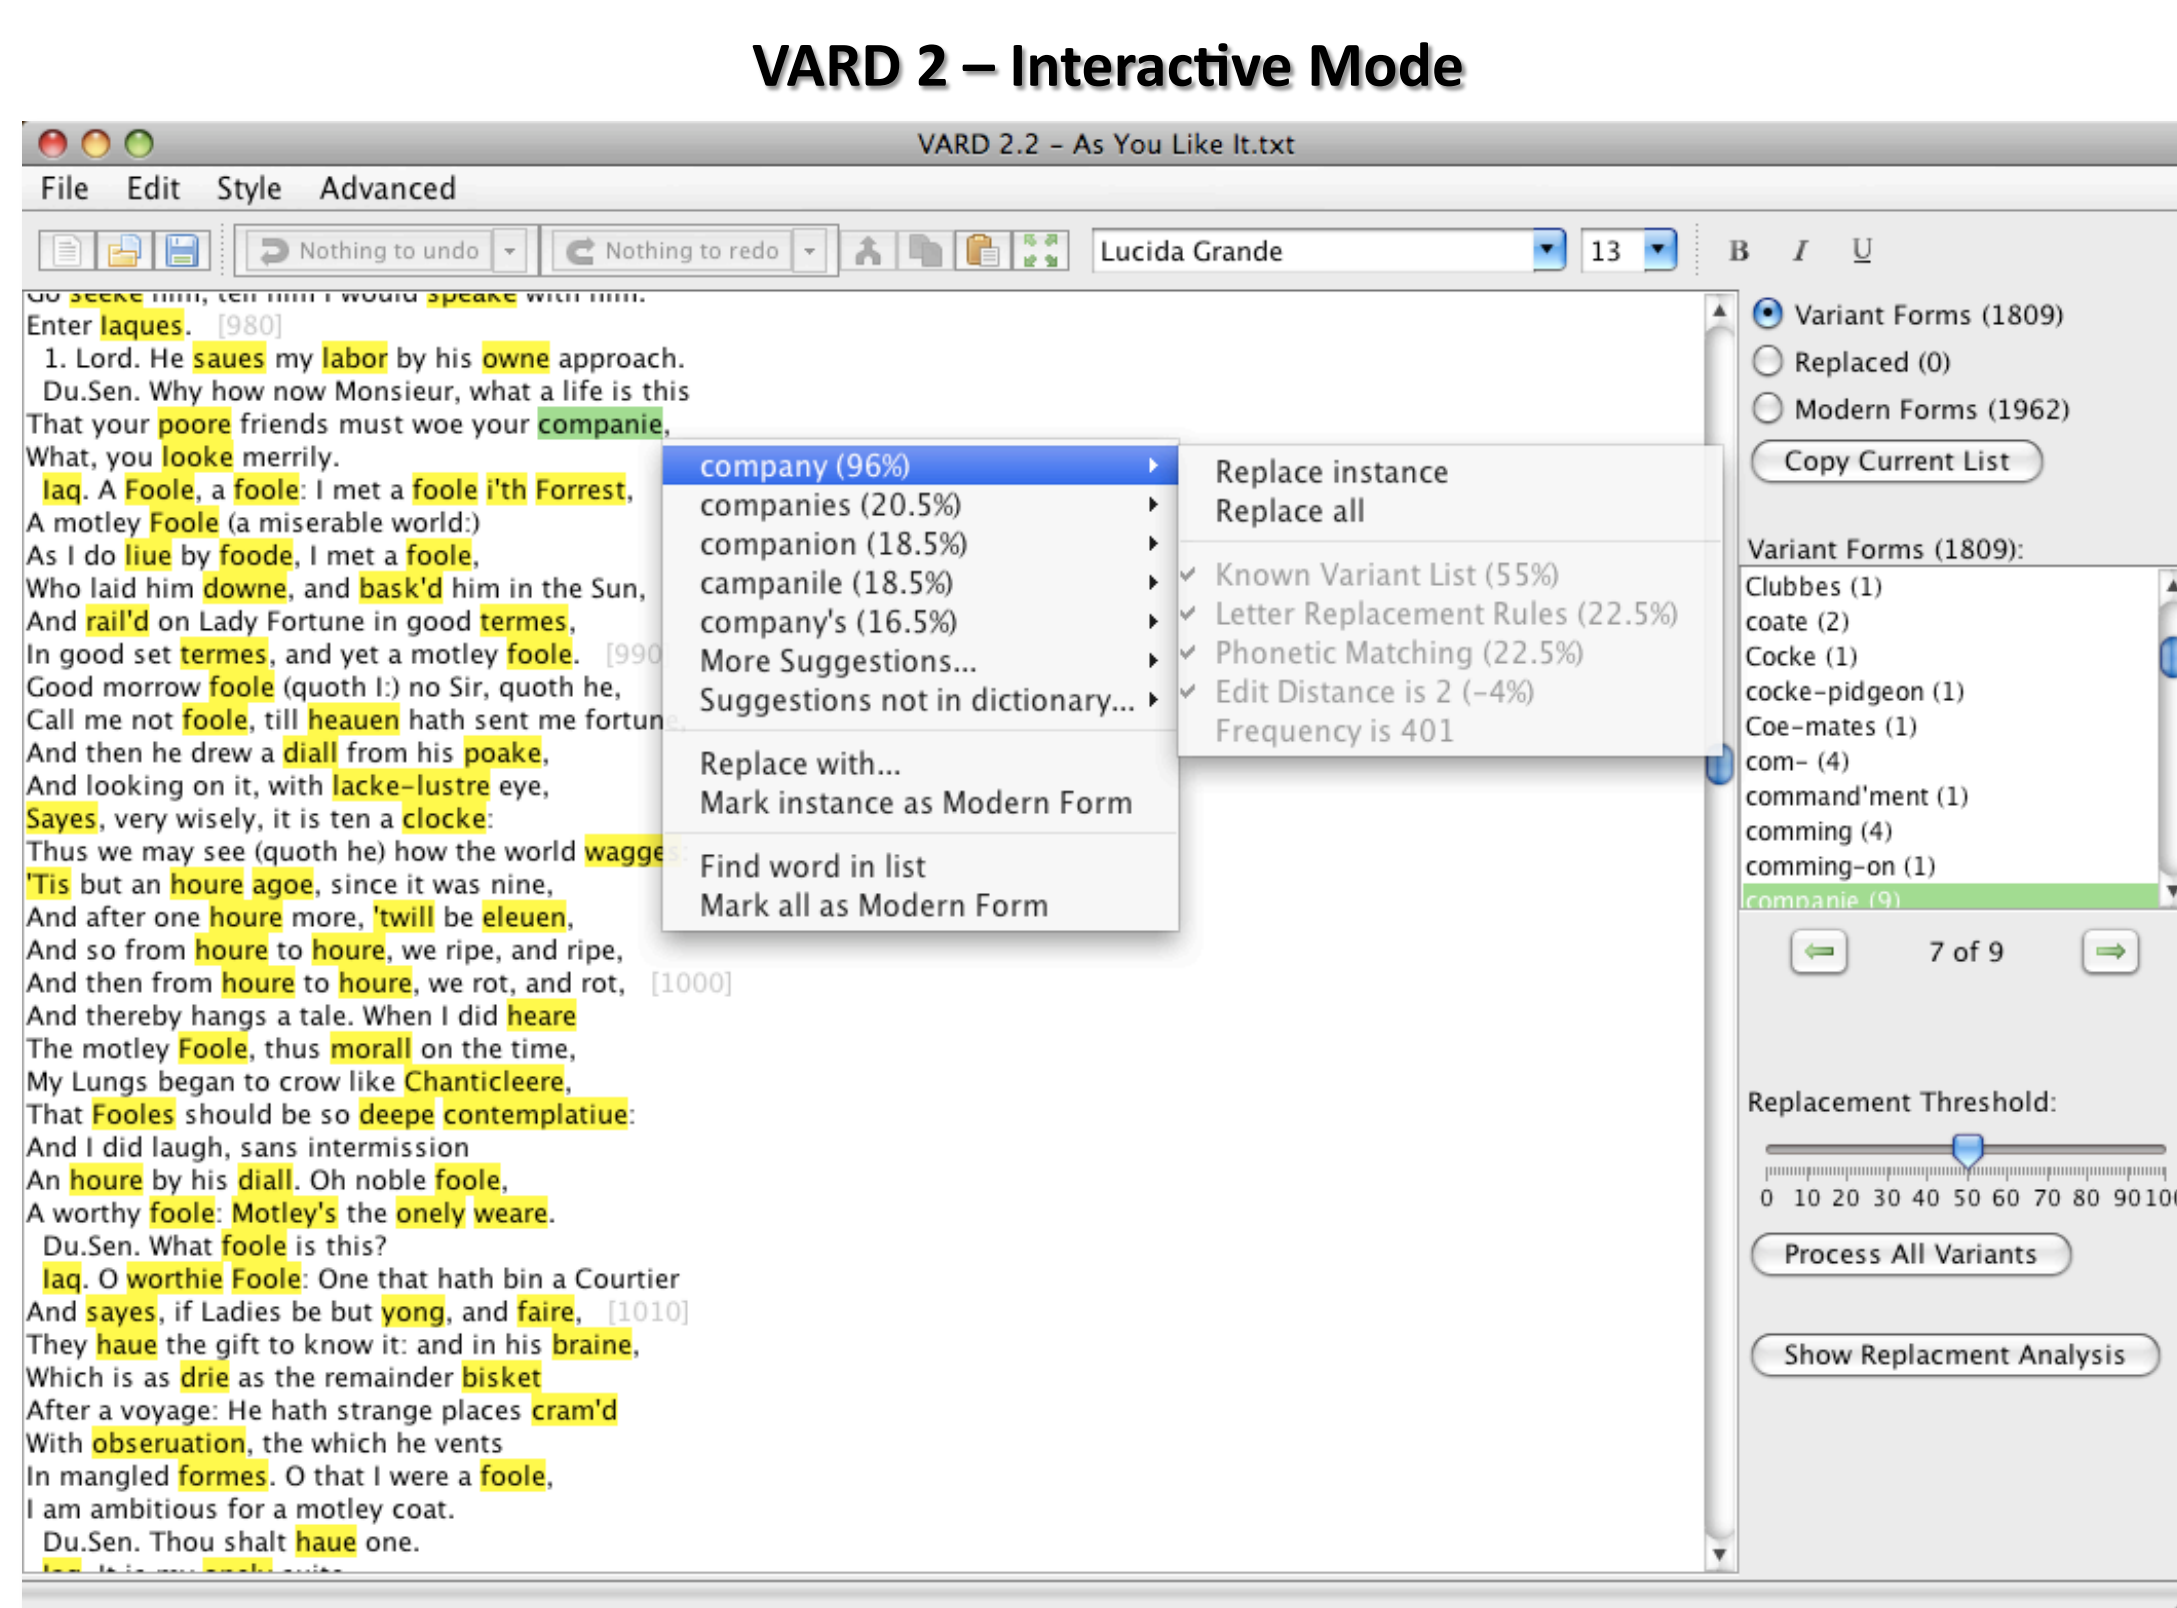 VARD 2 – Interactive Mode
VARD 2.2 – As You Like It.txt
File Edit Style Advanced
Nothing to undo Nothing to redo Lucida Grande 13 B I U
Go seeke him, tell him I would speake with him.
Enter Iaques. [980]
1. Lord. He saues my labor by his owne approach.
Du.Sen. Why how now Monsieur, what a life is this
That your poore friends must woe your companie,
What, you looke merrily.
Iaq. A Foole, a foole: I met a foole i'th Forrest,
A motley Foole (a miserable world:)
As I do liue by foode, I met a foole,
Who laid him downe, and bask'd him in the Sun,
And rail'd on Lady Fortune in good termes,
In good set termes, and yet a motley foole. [990
Good morrow foole (quoth I:) no Sir, quoth he,
Call me not foole, till heauen hath sent me fortune,
And then he drew a diall from his poake,
And looking on it, with lacke-lustre eye,
Sayes, very wisely, it is ten a clocke:
Thus we may see (quoth he) how the world wagges:
'Tis but an houre agoe, since it was nine,
And after one houre more, 'twill be eleuen,
And so from houre to houre, we ripe, and ripe,
And then from houre to houre, we rot, and rot, [1000]
And thereby hangs a tale. When I did heare
The motley Foole, thus morall on the time,
My Lungs began to crow like Chanticleere,
That Fooles should be so deepe contemplatiue:
And I did laugh, sans intermission
An houre by his diall. Oh noble foole,
A worthy foole: Motley's the onely weare.
Du.Sen. What foole is this?
Iaq. O worthie Foole: One that hath bin a Courtier
And sayes, if Ladies be but yong, and faire, [1010]
They haue the gift to know it: and in his braine,
Which is as drie as the remainder bisket
After a voyage: He hath strange places cram'd
With obseruation, the which he vents
In mangled formes. O that I were a foole,
I am ambitious for a motley coat.
Du.Sen. Thou shalt haue one.
Iaq. It is my onely suite
company (96%)
companies (20.5%)
companion (18.5%)
campanile (18.5%)
company's (16.5%)
More Suggestions...
Suggestions not in dictionary...
Replace with...
Mark instance as Modern Form
Find word in list
Mark all as Modern Form
Replace instance
Replace all
Known Variant List (55%)
Letter Replacement Rules (22.5%)
Phonetic Matching (22.5%)
Edit Distance is 2 (-4%)
Frequency is 401
Variant Forms (1809)
Replaced (0)
Modern Forms (1962)
Copy Current List
Variant Forms (1809):
Clubbes (1)
coate (2)
Cocke (1)
cocke-pidgeon (1)
Coe-mates (1)
com- (4)
command'ment (1)
comming (4)
comming-on (1)
companie (9)
7 of 9
Replacement Threshold:
0 10 20 30 40 50 60 70 80 90 100
Process All Variants
Show Replacment Analysis